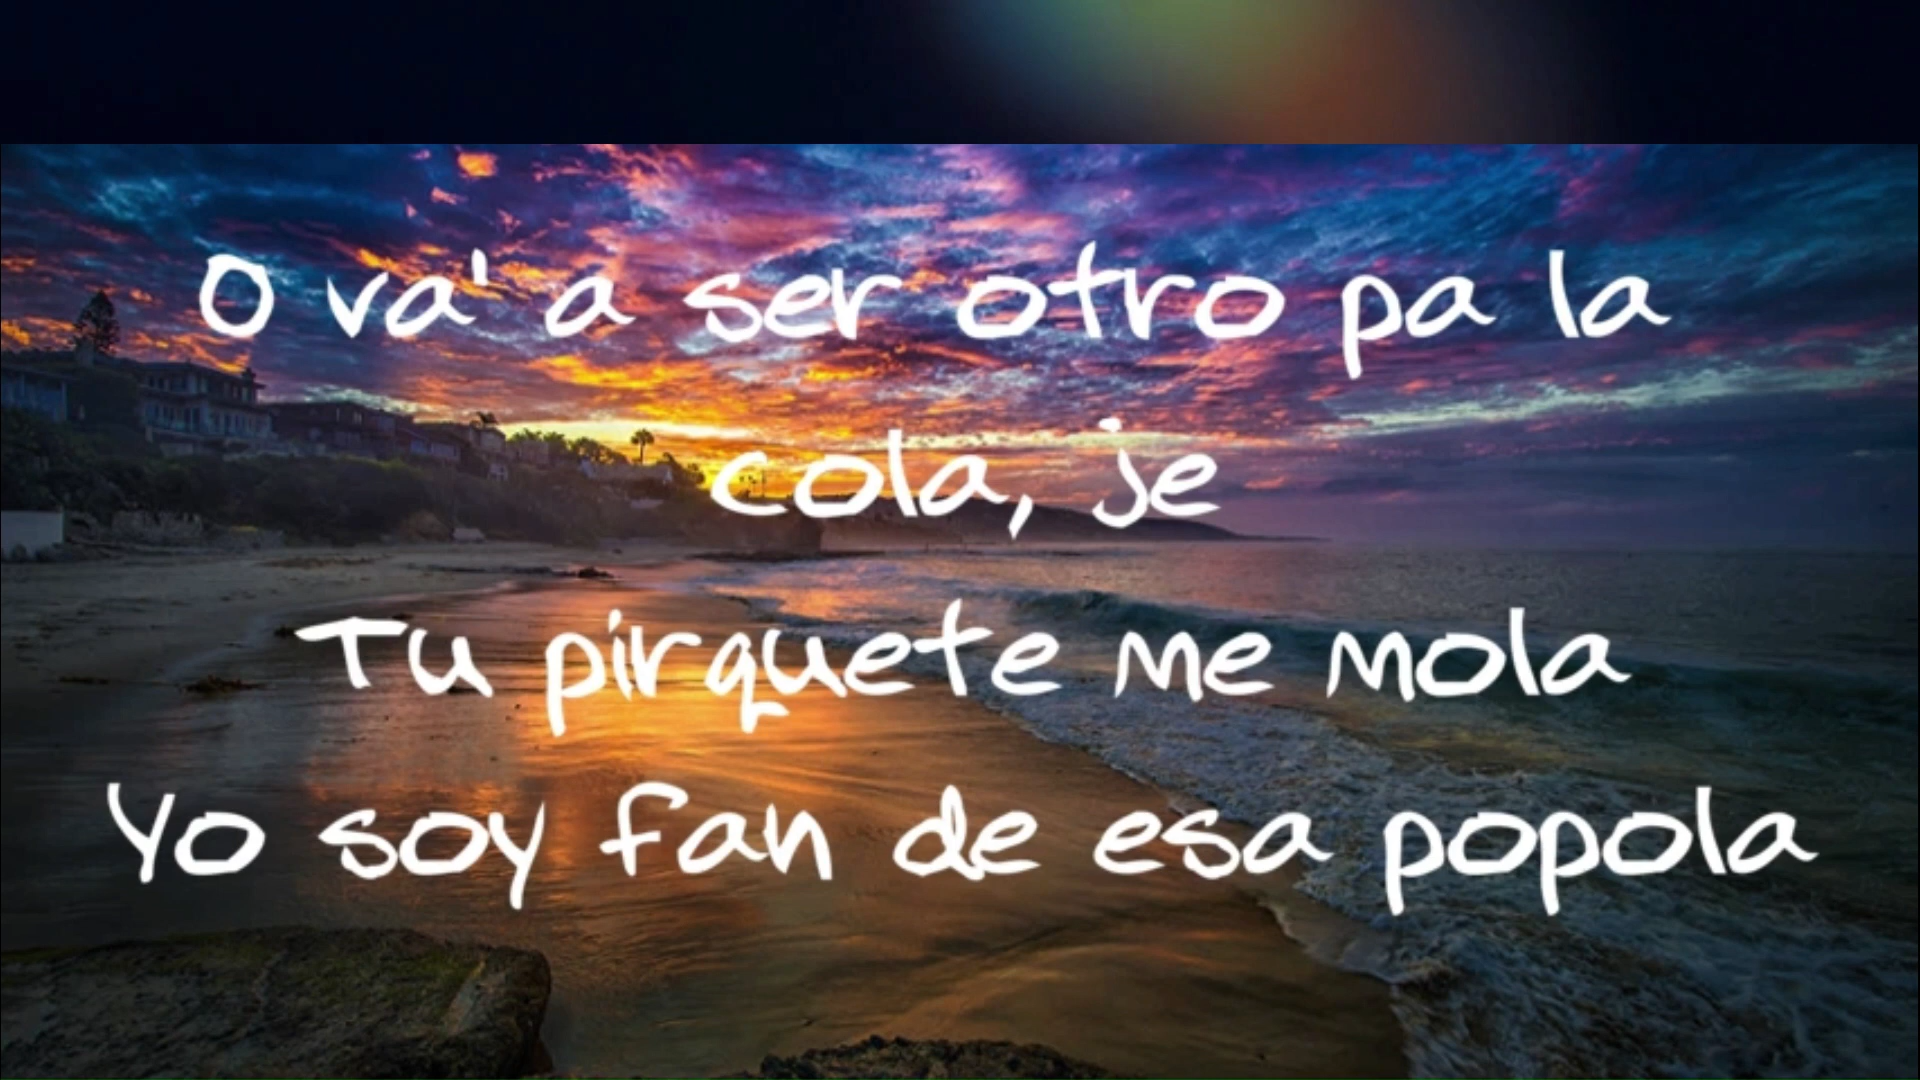 O va' a ser otro pa la
cola, je
Tu pirquete me mola
Yo soy fan de esa popola